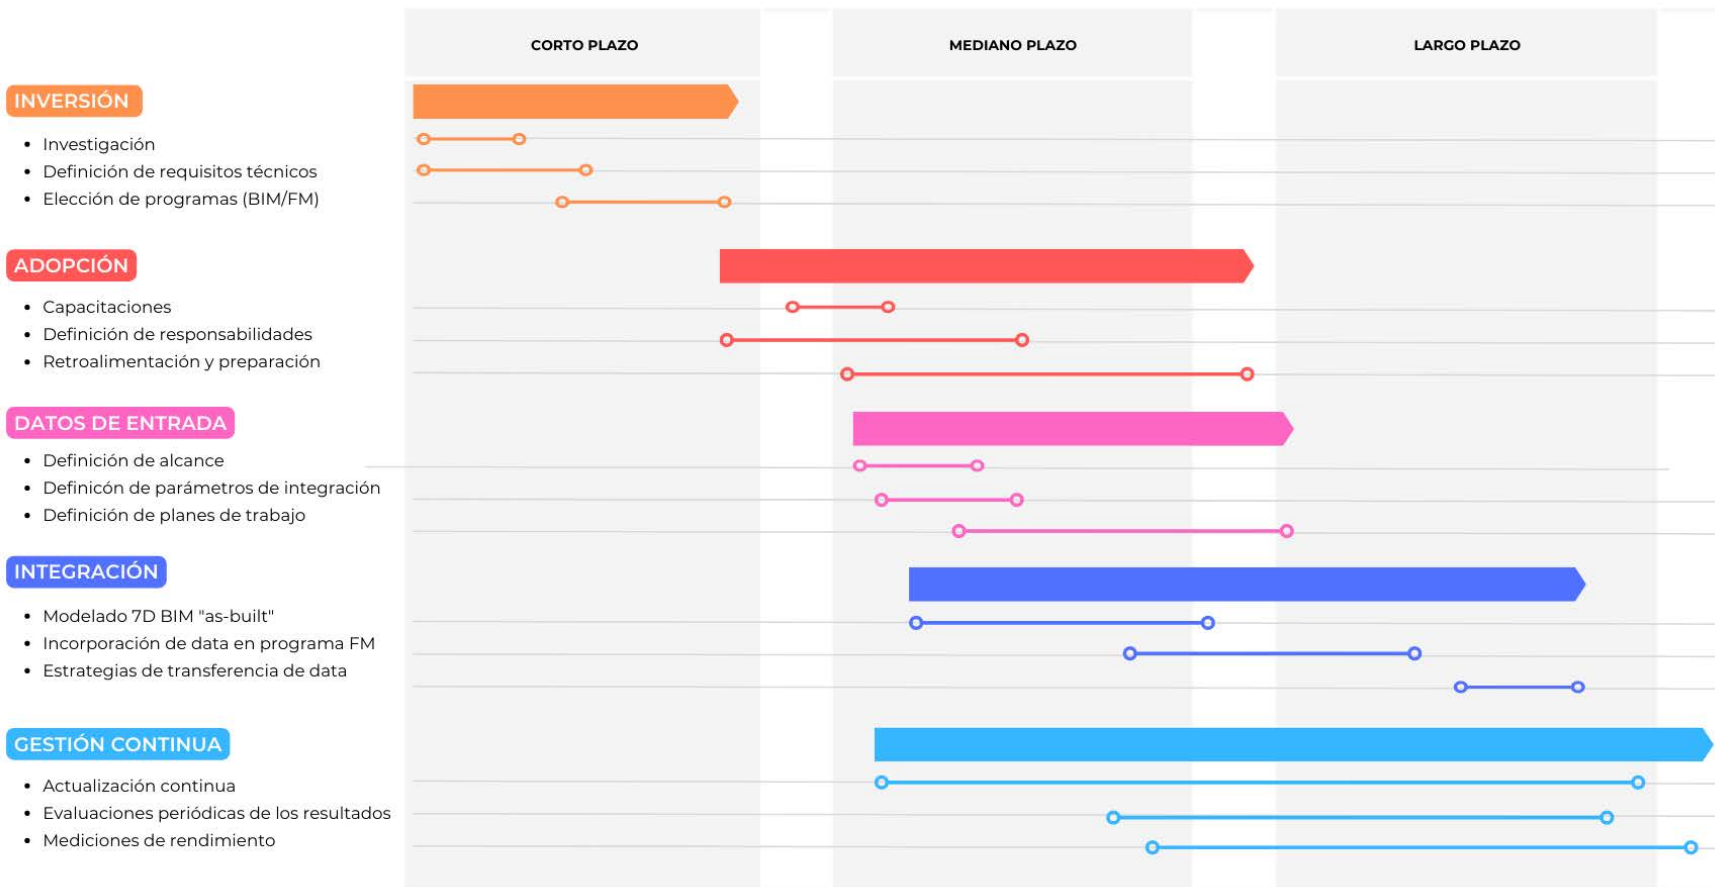 CORTO PLAZO
MEDIANO PLAZO
LARGO PLAZO
INVERSIÓN
• Investigación
• Definición de requisitos técnicos
• Elección de programas (BIM/FM)
ADOPCIÓN
• Capacitaciones
• Definición de responsabilidades
• Retroalimentación y preparación
DATOS DE ENTRADA
• Definición de alcance
• Definicón de parámetros de integración
• Definición de planes de trabajo
INTEGRACIÓN
• Modelado 7D BIM "as-built"
• Incorporación de data en programa FM
• Estrategias de transferencia de data
GESTIÓN CONTINUA
• Actualización continua
• Evaluaciones periódicas de los resultados
• Mediciones de rendimiento